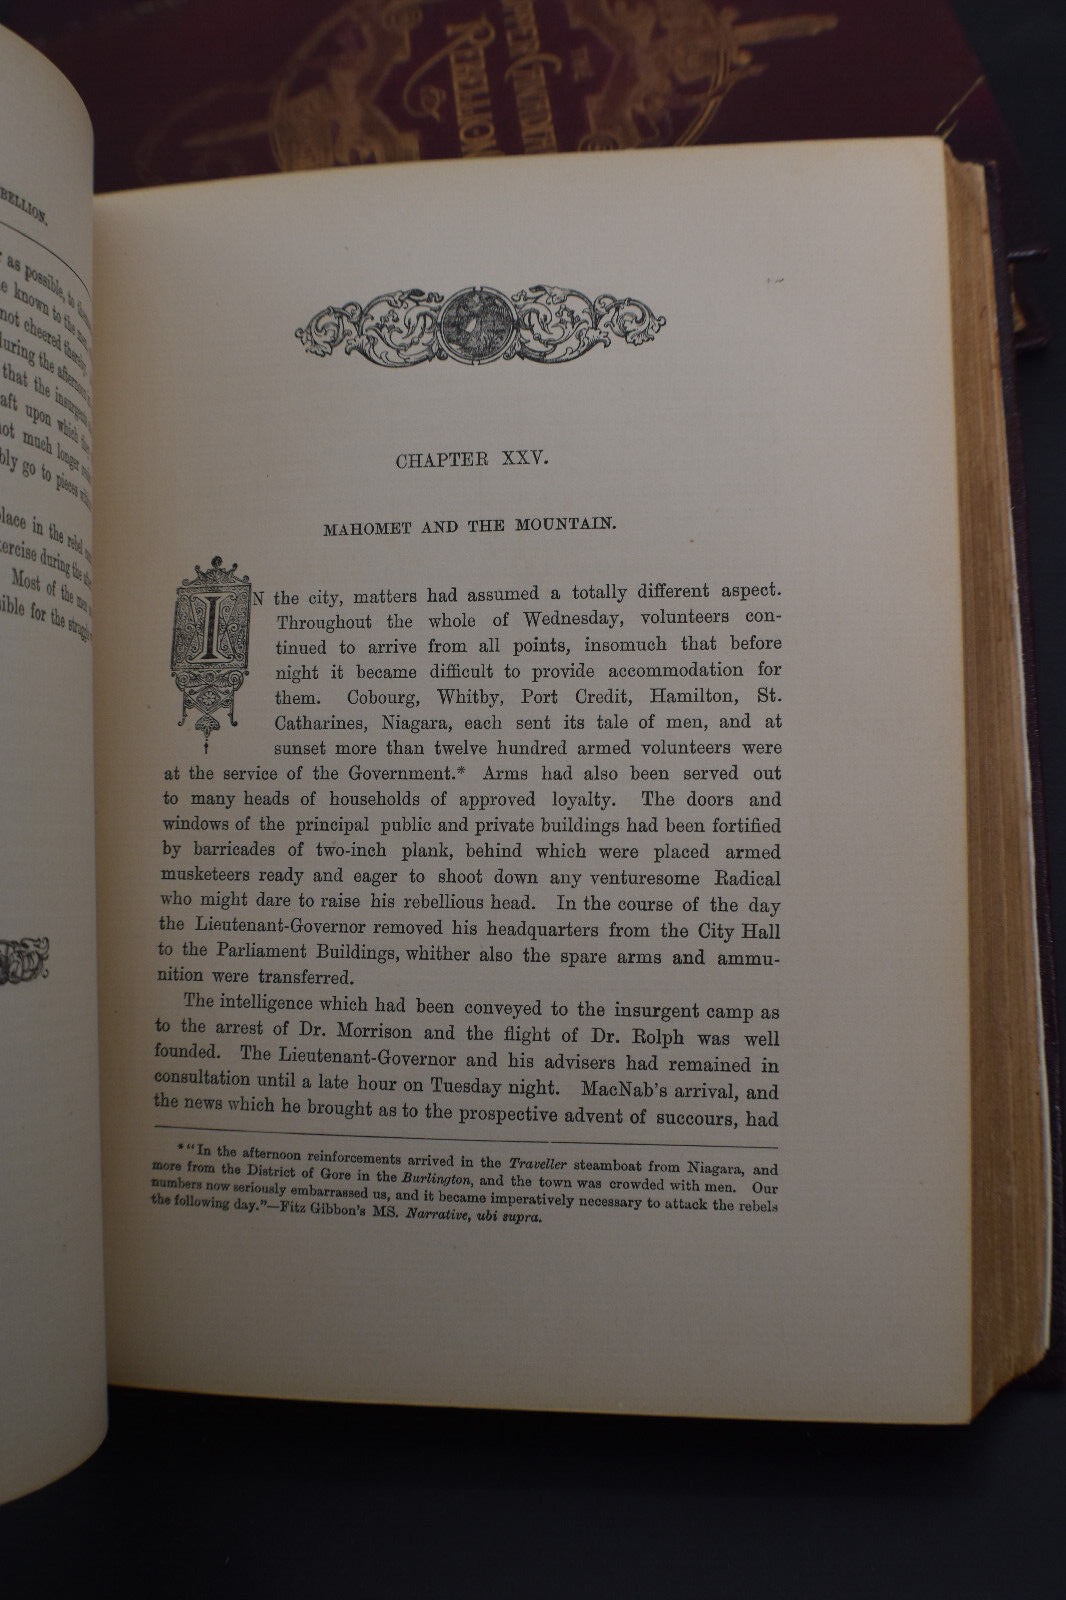 THE
UPPER CANADIAN
REBELLION
BELLION.
as possible, to
known to the
not cheered
during the afternoon
that the insurgents
aft upon which
not much longer
bly go to pieces
place in the rebel
ercise during the
Most of the men
sible for the
CHAPTER XXV.
MAHOMET AND THE MOUNTAIN.
IN the city, matters had assumed a totally different aspect.
Throughout the whole of Wednesday, volunteers con-
tinued to arrive from all points, insomuch that before
night it became difficult to provide accommodation for
them. Cobourg, Whitby, Port Credit, Hamilton, St.
Catharines, Niagara, each sent its tale of men, and at
sunset more than twelve hundred armed volunteers were
at the service of the Government.* Arms had also been served out
to many heads of households of approved loyalty. The doors and
windows of the principal public and private buildings had been fortified
by barricades of two-inch plank, behind which were placed armed
musketeers ready and eager to shoot down any venturesome Radical
who might dare to raise his rebellious head. In the course of the day
the Lieutenant-Governor removed his headquarters from the City Hall
to the Parliament Buildings, whither also the spare arms and ammu-
nition were transferred.
The intelligence which had been conveyed to the insurgent camp as
to the arrest of Dr. Morrison and the flight of Dr. Rolph was well
founded. The Lieutenant-Governor and his advisers had remained in
consultation until a late hour on Tuesday night. MacNab's arrival, and
the news which he brought as to the prospective advent of succours, had
*"In the afternoon reinforcements arrived in the Traveller steamboat from Niagara, and
more from the District of Gore in the Burlington, and the town was crowded with men. Our
numbers now seriously embarrassed us, and it became imperatively necessary to attack the rebels
the following day."—Fitz Gibbon's MS. Narrative, ubi supra.